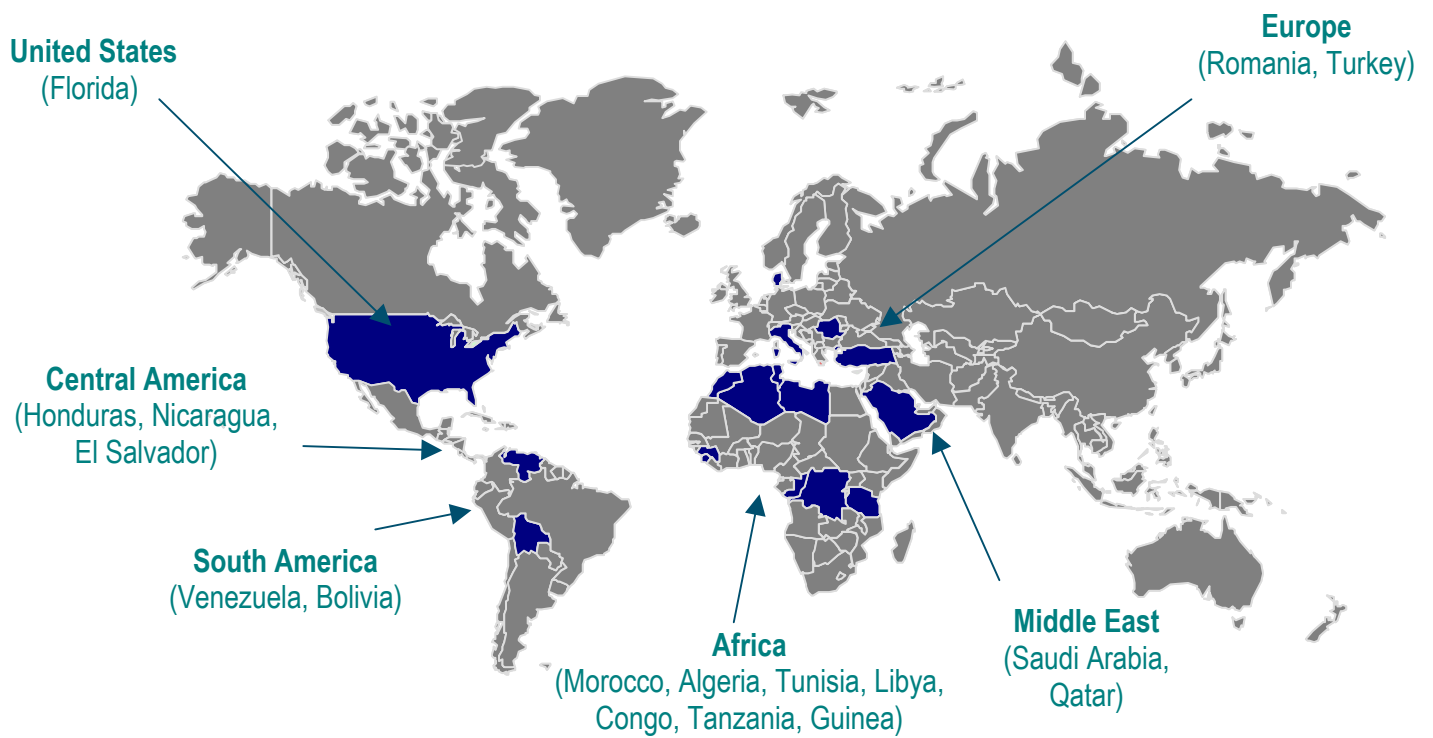 United States
(Florida)
Europe
(Romania, Turkey)
Central America
(Honduras, Nicaragua,
El Salvador)
South America
(Venezuela, Bolivia)
Africa
(Morocco, Algeria, Tunisia, Libya,
Congo, Tanzania, Guinea)
Middle East
(Saudi Arabia,
Qatar)